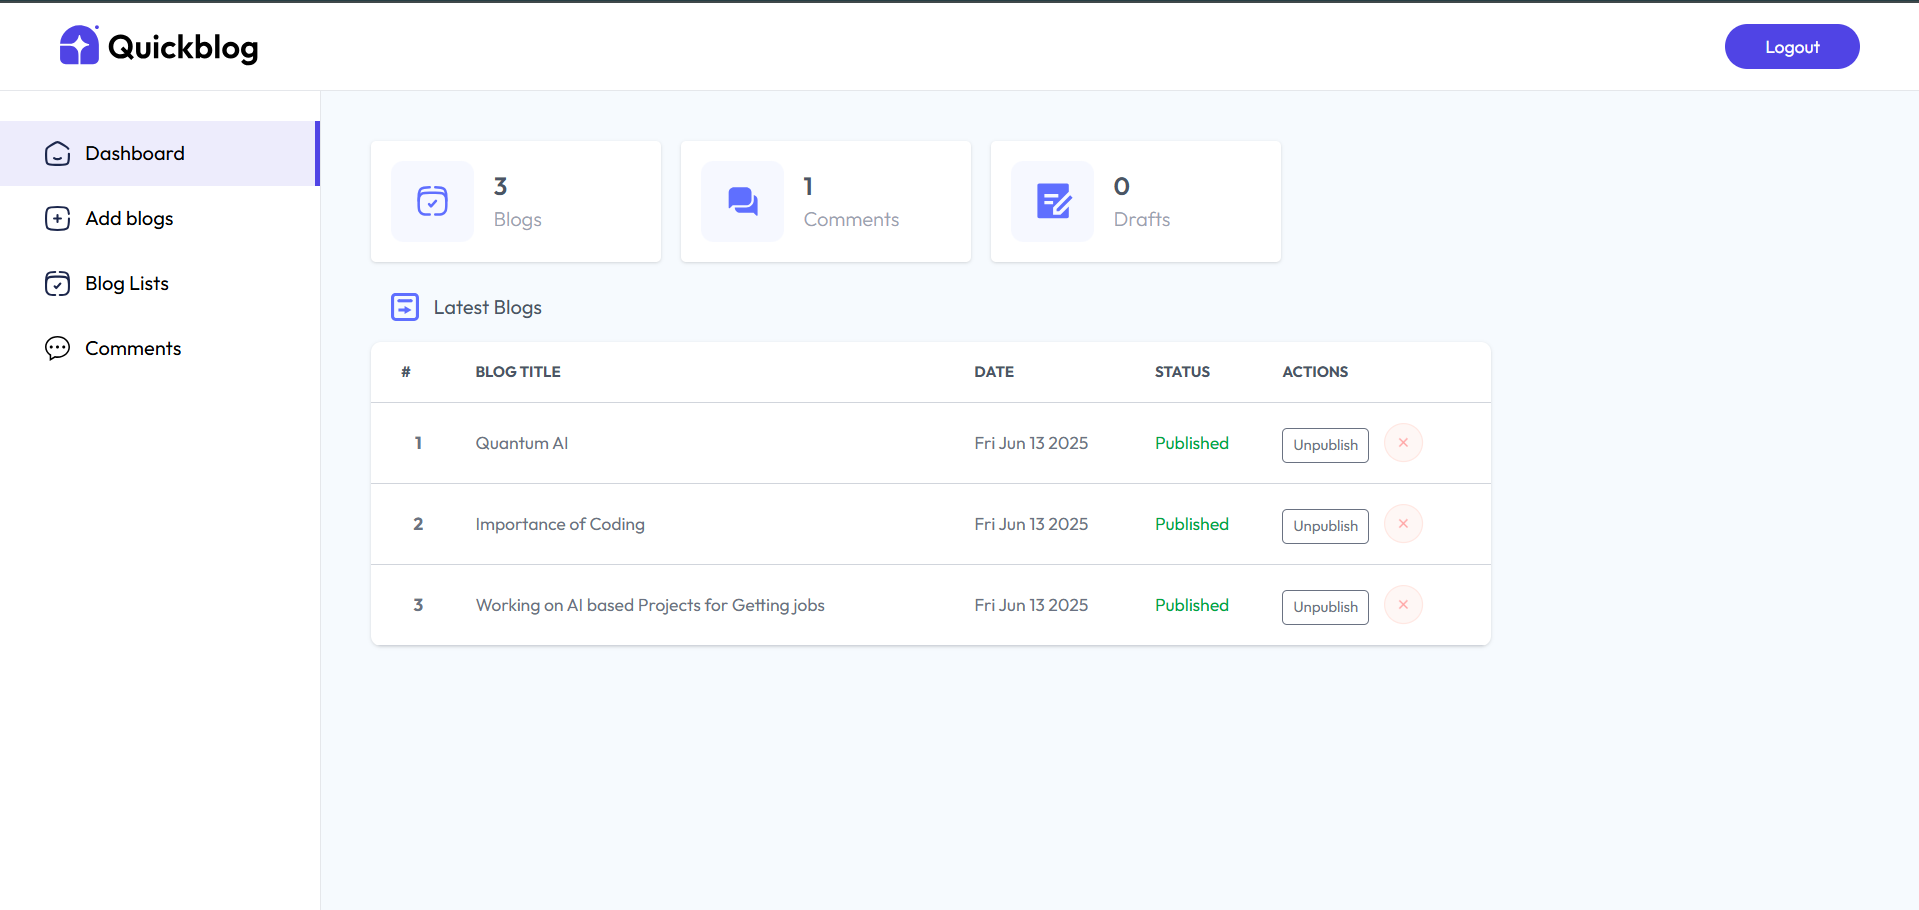 Quickblog
Logout
Dashboard
Add blogs
Blog Lists
Comments
3
Blogs
1
Comments
0
Drafts
Latest Blogs
# BLOG TITLE DATE STATUS ACTIONS
1 Quantum AI Fri Jun 13 2025 Published Unpublish
2 Importance of Coding Fri Jun 13 2025 Published Unpublish
3 Working on AI based Projects for Getting jobs Fri Jun 13 2025 Published Unpublish